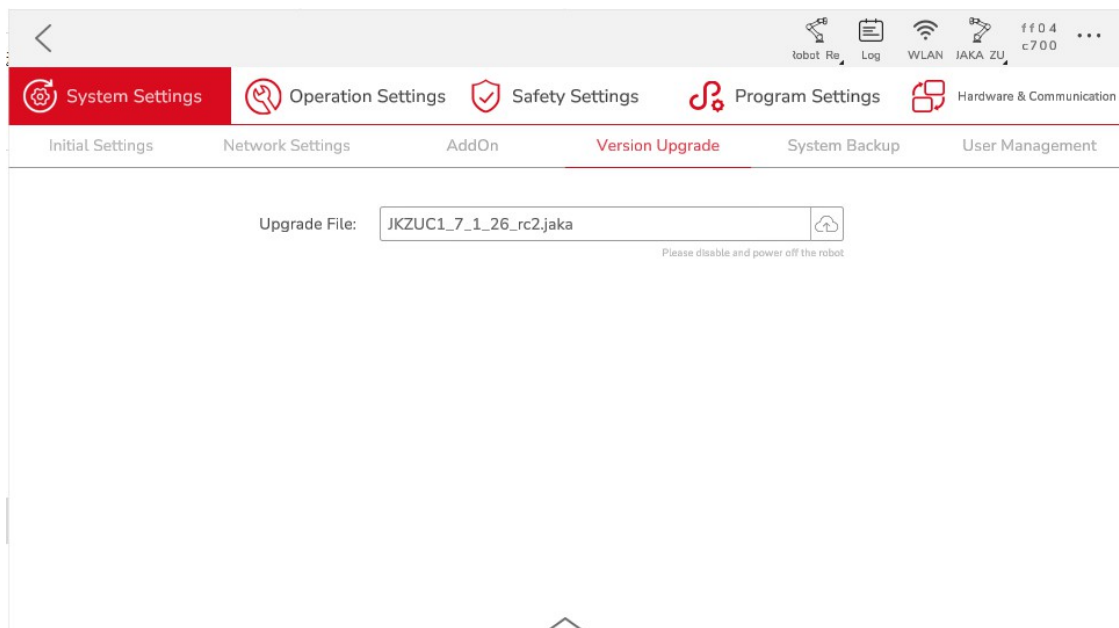 Robot Re
Log
WLAN
JAKA ZU
ff04
c700
System Settings
Operation Settings
Safety Settings
Program Settings
Hardware & Communication
Initial Settings
Network Settings
AddOn
Version Upgrade
System Backup
User Management
Upgrade File:
JKZUC1_7_1_26_rc2.jaka
Please disable and power off the robot